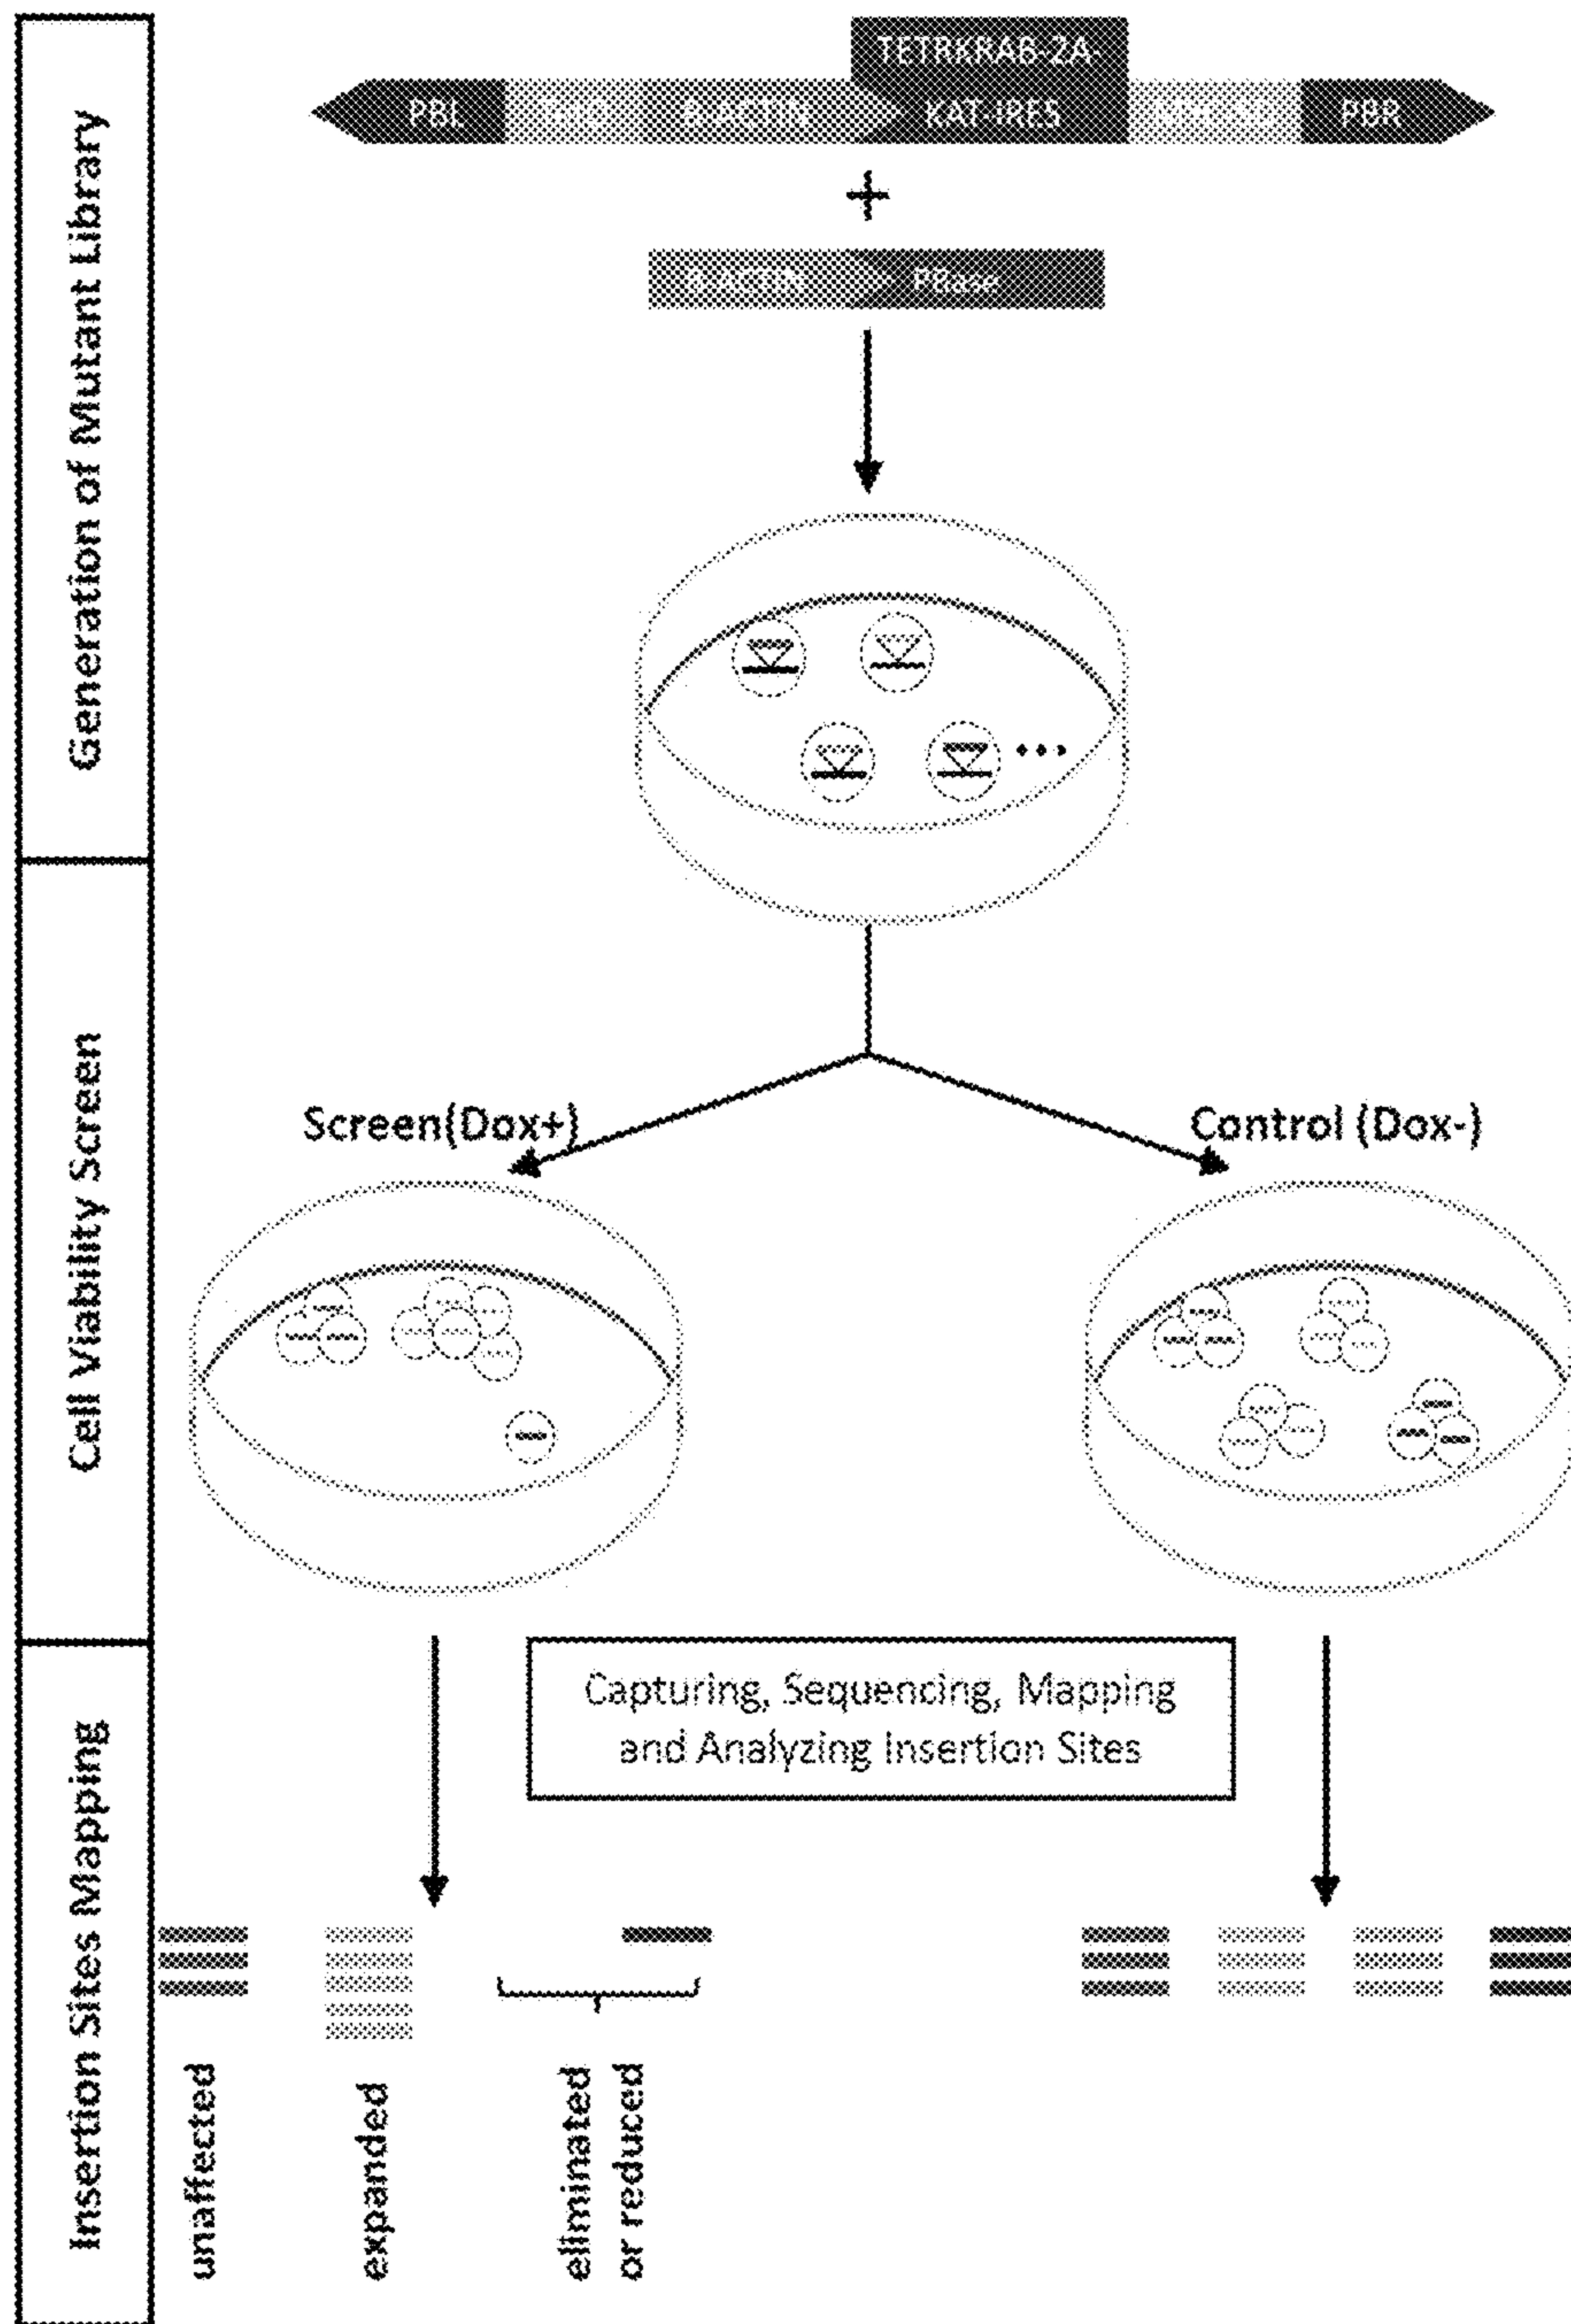 Generation of Mutant Library
TETRKRAB-2A-
PBL
B-ACTIN
KAT-IRES
PBR
+
B-ACTIN
PBase
Cell Viability Screen
Screen(Dox+)
Control (Dox-)
Insertion Sites Mapping
Capturing, Sequencing, Mapping
and Analyzing Insertion Sites
unaffected
expanded
eliminated
or reduced